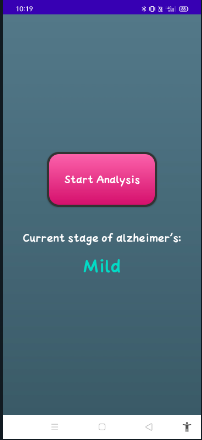 10:19
Start Analysis
Current stage of alzheimer's:
Mild